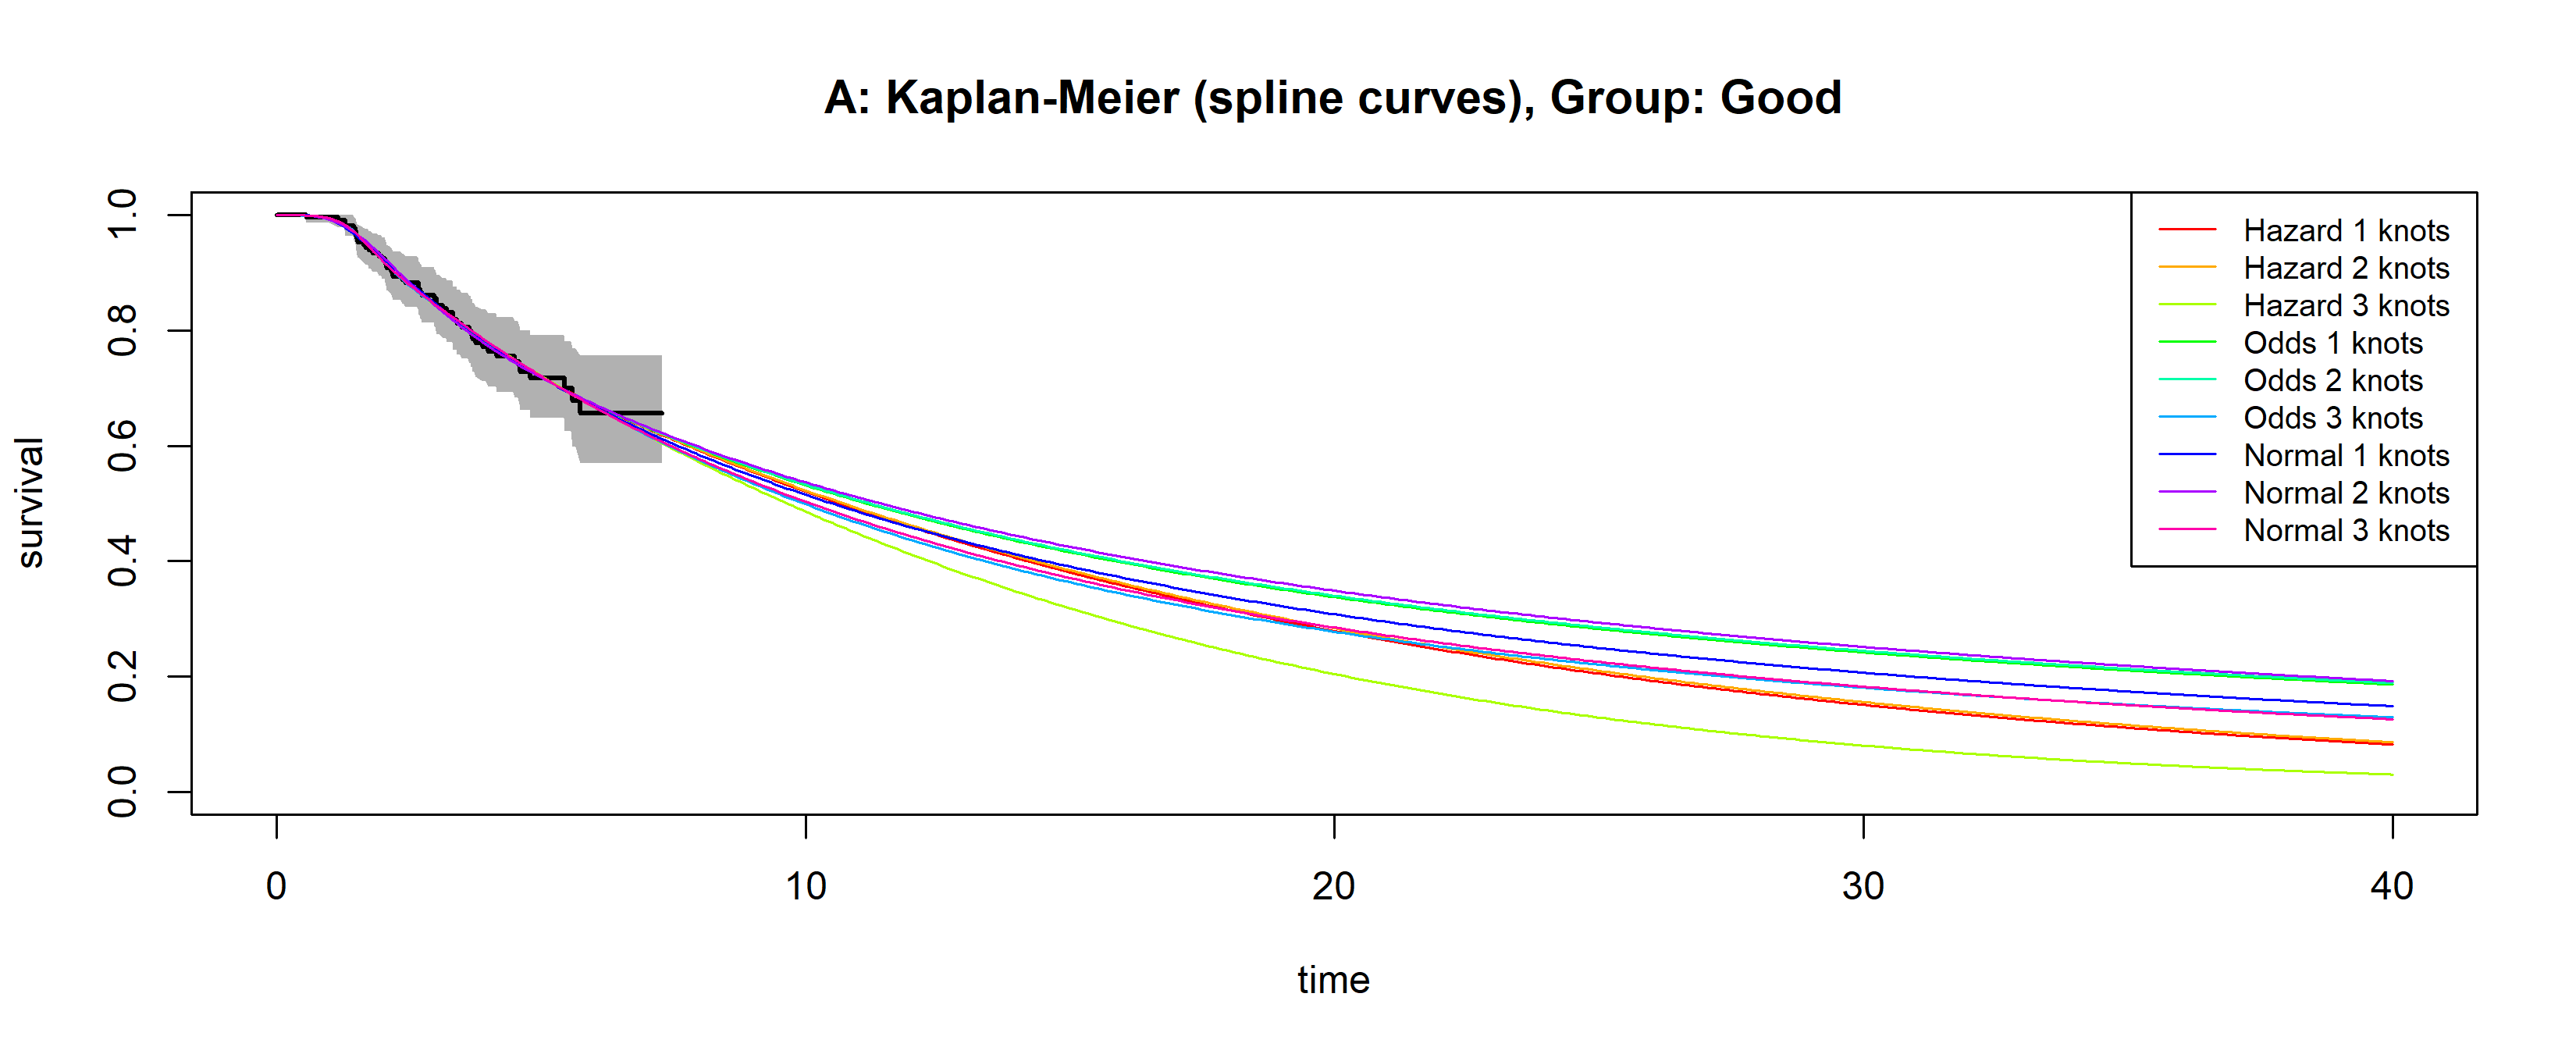 A: Kaplan-Meier (spline curves), Group: Good
survival
1.0
0.8
0.6
0.4
0.2
0.0
Hazard 1 knots
Hazard 2 knots
Hazard 3 knots
Odds 1 knots
Odds 2 knots
Odds 3 knots
Normal 1 knots
Normal 2 knots
Normal 3 knots
0 10 20 30 40
time